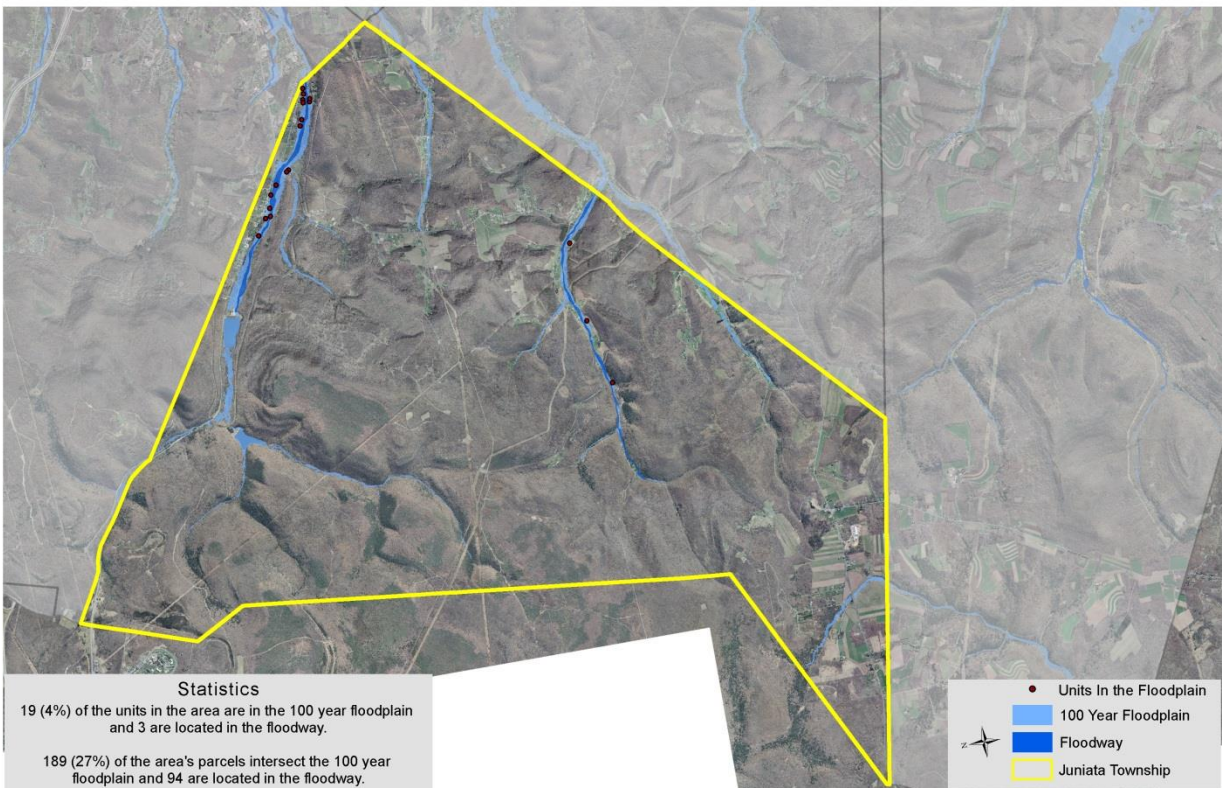 Statistics
19 (4%) of the units in the area are in the 100 year floodplain
and 3 are located in the floodway.
189 (27%) of the area's parcels intersect the 100 year
floodplain and 94 are located in the floodway.
Units In the Floodplain
100 Year Floodplain
Floodway
Juniata Township
N